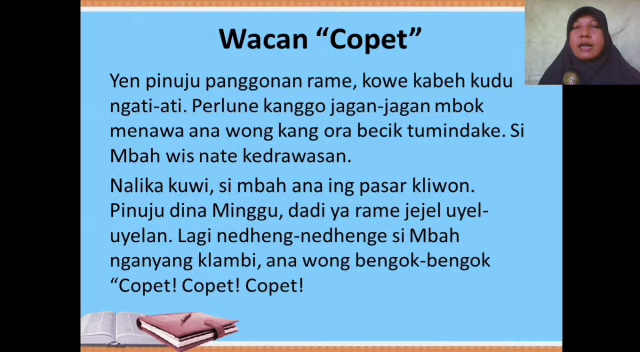 Wacan “Copet”
Yen pinuju panggonan rame, kowe kabeh kudu
ngati-ati. Perlune kanggo jagan-jagan mbok
menawa ana wong kang ora becik tumindake. Si
Mbah wis nate kedrawasan.
Nalika kuwi, si mbah ana ing pasar kliwon.
Pinuju dina Minggu, dadi ya rame jejel uyel-
uyelan. Lagi nedheng-nedhenge si Mbah
nganyang klambi, ana wong bengok-bengok
“Copet! Copet! Copet!